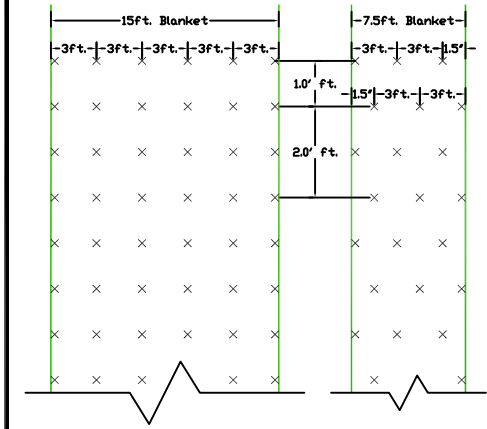 15ft. Blanket
7.5ft. Blanket
3ft. 3ft. 3ft. 3ft. 3ft.
3ft. 3ft. 1.5"
1.0' ft.
1.5" 3ft. 3ft.
2.0' ft.